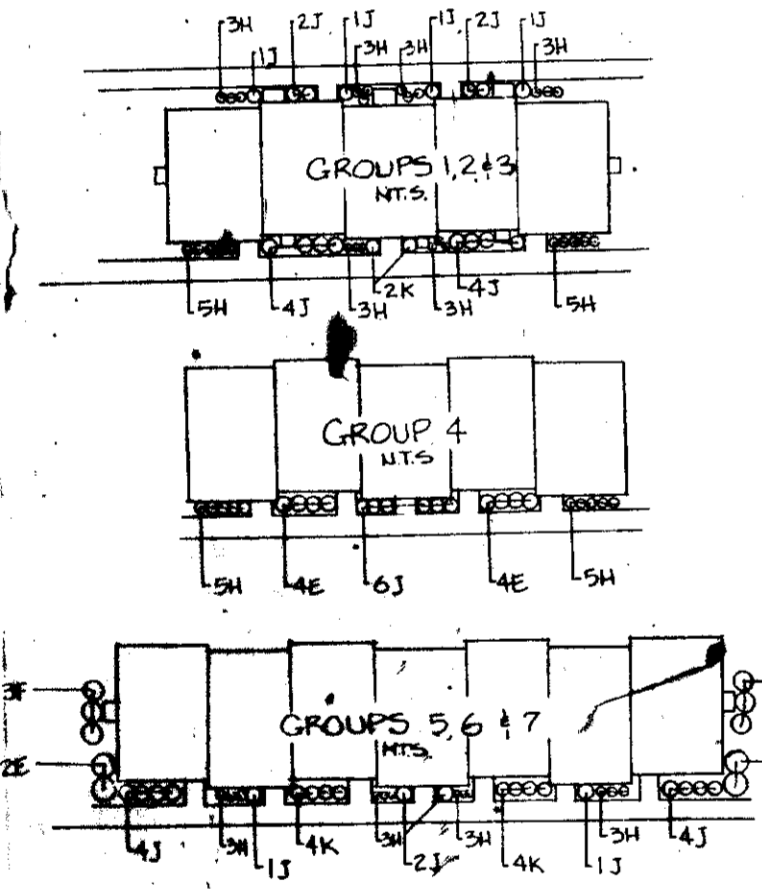 3H 2J 1J 1J 2J 1J
1J 3H 3H 3H
GROUPS 1, 2 & 3
N.T.S.
5H 4J 3H 2K 3H 4J 5H
GROUP 4
N.T.S
5H 4E 6J 4E 5H
3F
GROUPS 5, 6 & 7
N.T.S.
2E
4J 3H 1J 4K 3H 2J 3H 4K 1J 3H 4J